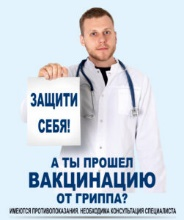 ЗАЩИТИ
СЕБЯ!
А ТЫ ПРОШЕЛ
ВАКЦИНАЦИЮ
ОТ ГРИППА?
ИМЕЮТСЯ ПРОТИВОПОКАЗАНИЯ. НЕОБХОДИМА КОНСУЛЬТАЦИЯ СПЕЦИАЛИСТА